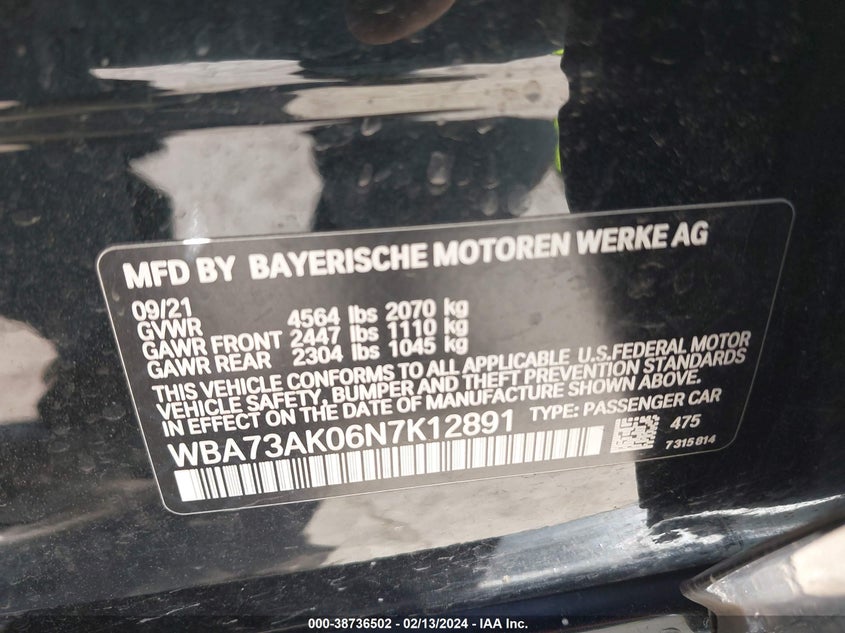 MFD BY BAYERISCHE MOTOREN WERKE AG
09/21
GVWR 4564 lbs 2070 kg
GAWR FRONT 2447 lbs 1110 kg
GAWR REAR 2304 lbs 1045 kg
THIS VEHICLE CONFORMS TO ALL APPLICABLE U.S.FEDERAL MOTOR
VEHICLE SAFETY, BUMPER AND THEFT PREVENTION STANDARDS
IN EFFECT ON THE DATE OF MANUFACTURE SHOWN ABOVE.
WBA73AK06N7K12891 TYPE: PASSENGER CAR
475
7315814
000-38736502 - 02/13/2024 - IAA Inc.